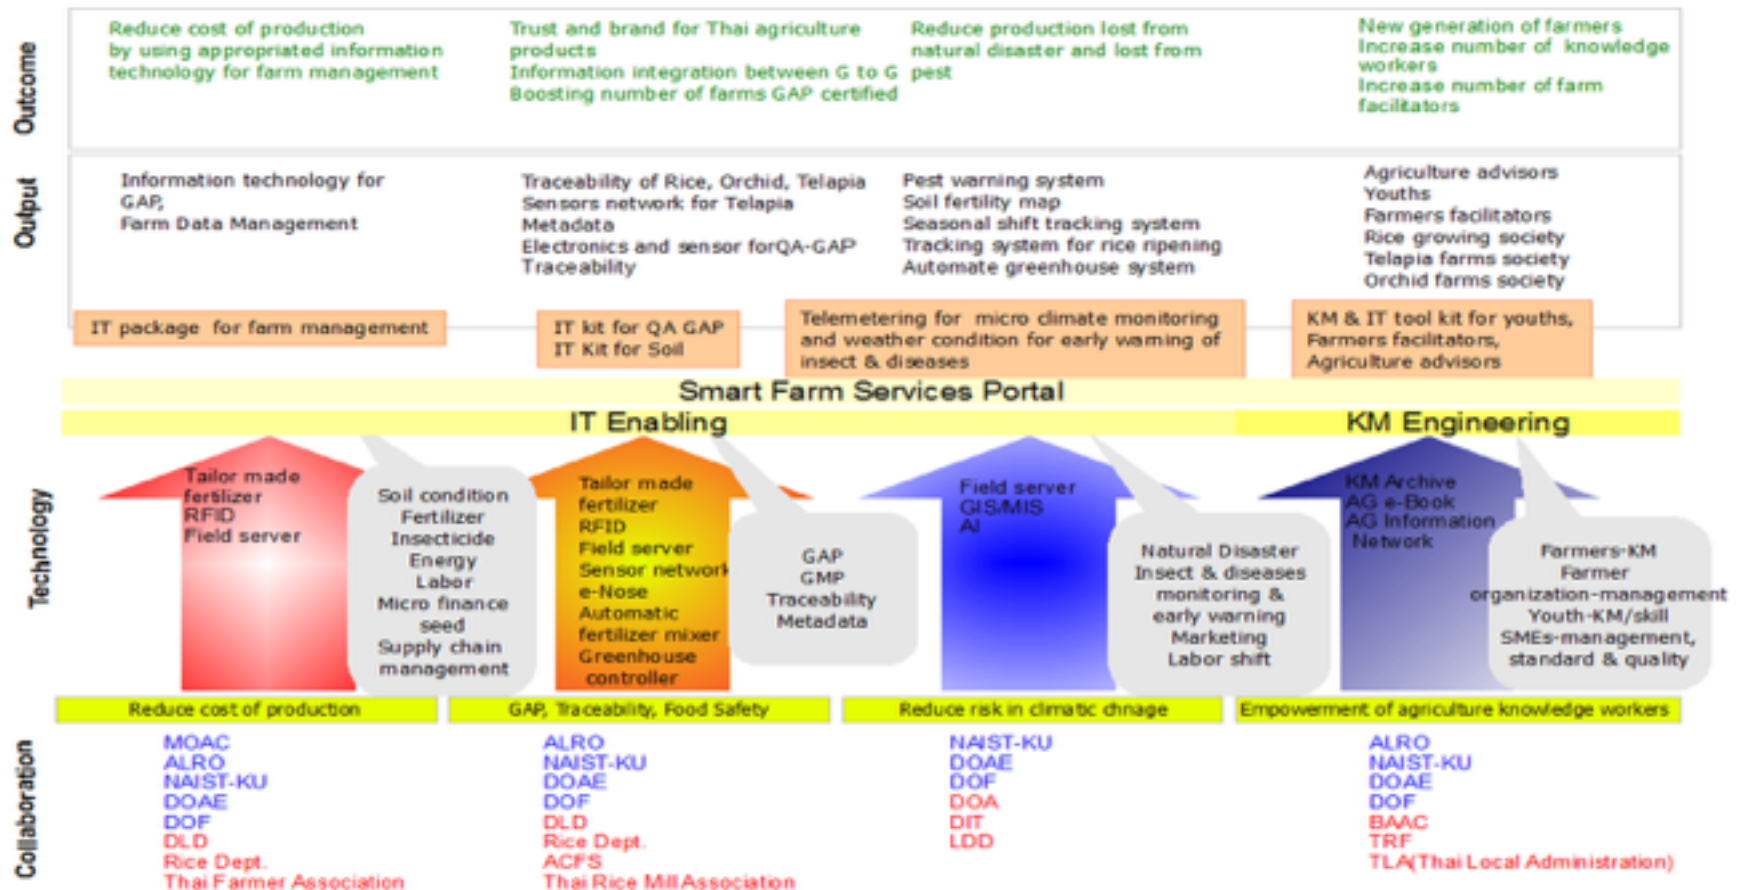 Outcome
Reduce cost of production
by using appropriated information
technology for farm management
Trust and brand for Thai agriculture
products
Information integration between G to G
Boosting number of farms GAP certified
Reduce production lost from
natural disaster and lost from
pest
New generation of farmers
Increase number of knowledge
workers
Increase number of farm
facilitators
Output
Information technology for
GAP,
Farm Data Management
Traceability of Rice, Orchid, Telapia
Sensors network for Telapia
Metadata
Electronics and sensor forQA-GAP
Traceability
Pest warning system
Soil fertility map
Seasonal shift tracking system
Tracking system for rice ripening
Automate greenhouse system
Agriculture advisors
Youths
Farmers facilitators
Rice growing society
Telapia farms society
Orchid farms society
IT package for farm management
IT kit for QA GAP
IT Kit for Soil
Telemetering for micro climate monitoring
and weather condition for early warning of
insect & diseases
KM & IT tool kit for youths,
Farmers facilitators,
Agriculture advisors
Smart Farm Services Portal
IT Enabling
KM Engineering
Technology
Tailor made
fertilizer
RFID
Field server
Soil condition
Fertilizer
Insecticide
Energy
Labor
Micro finance
seed
Supply chain
management
Tailor made
fertilizer
RFID
Field server
Sensor network
e-Nose
Automatic
fertilizer mixer
Greenhouse
controller
GAP
GMP
Traceability
Metadata
Field server
GIS/MIS
AI
Natural Disaster
Insect & diseases
monitoring &
early warning
Marketing
Labor shift
KM Archive
AG e-Book
AG Information
Network
Farmers-KM
Farmer
organization-management
Youth-KM/skill
SMEs-management,
standard & quality
Reduce cost of production
GAP, Traceability, Food Safety
Reduce risk in climatic chnage
Empowerment of agriculture knowledge workers
Collaboration
MOAC
ALRO
NAIST-KU
DOAE
DOF
DLD
Rice Dept.
Thai Farmer Association
ALRO
NAIST-KU
DOAE
DOF
DLD
Rice Dept.
ACFS
Thai Rice Mill Association
NAIST-KU
DOAE
DOF
DOA
DIT
LDD
ALRO
NAIST-KU
DOAE
DOF
BAAC
TRF
TLA(Thai Local Administration)